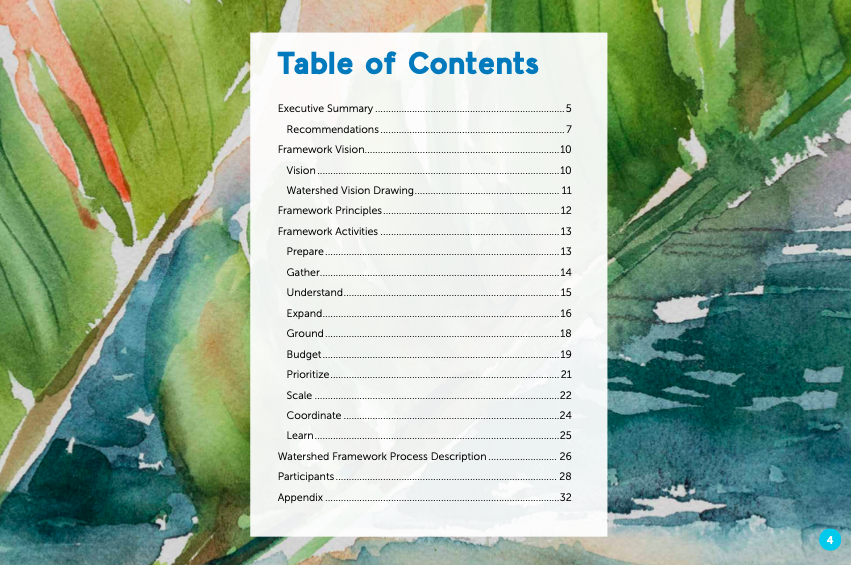 Table of Contents
Executive Summary ........................................ 5
Recommendations ........................................ 7
Framework Vision ........................................ 10
Vision ........................................ 10
Watershed Vision Drawing ........................................ 11
Framework Principles ........................................ 12
Framework Activities ........................................ 13
Prepare ........................................ 13
Gather ........................................ 14
Understand ........................................ 15
Expand ........................................ 16
Ground ........................................ 18
Budget ........................................ 19
Prioritize ........................................ 21
Scale ........................................ 22
Coordinate ........................................ 24
Learn ........................................ 25
Watershed Framework Process Description ........................ 26
Participants ........................................ 28
Appendix ........................................ 32
4